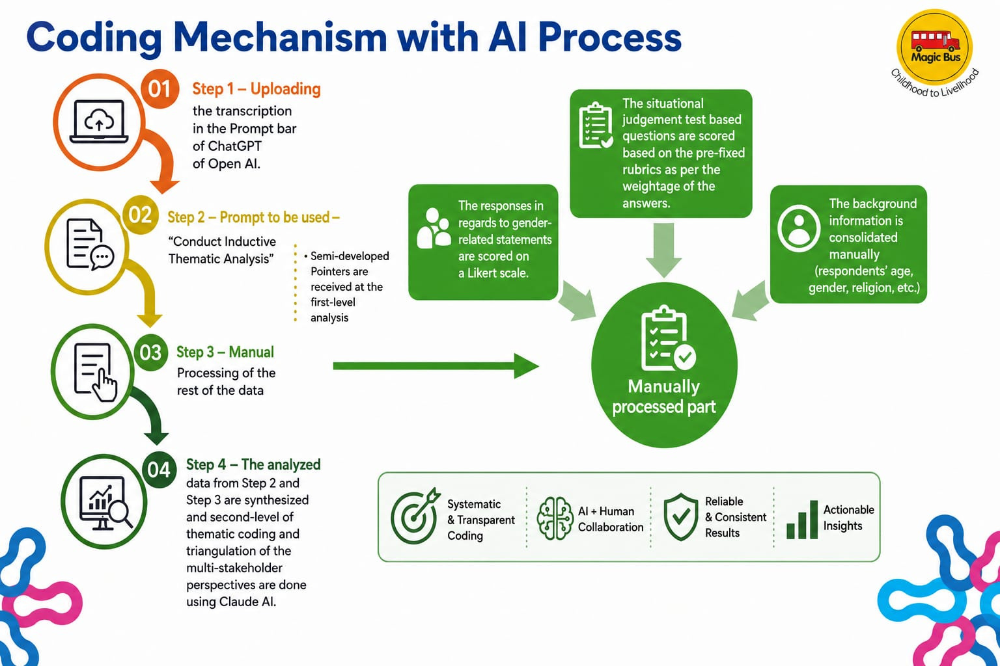 Coding Mechanism with AI Process
Magic Bus
Childhood to Livelihood
01
Step 1 – Uploading
the transcription
in the Prompt bar
of ChatGPT
of Open AI.
02
Step 2 – Prompt to be used –
“Conduct Inductive
Thematic Analysis”
• Semi-developed
Pointers are
received at the
first-level
analysis
03
Step 3 – Manual
Processing of the
rest of the data
04
Step 4 – The analyzed
data from Step 2 and
Step 3 are synthesized
and second-level of
thematic coding and
triangulation of the
multi-stakeholder
perspectives are done
using Claude AI.
The responses in
regards to gender-
related statements
are scored on
a Likert scale.
The situational
judgement test based
questions are scored
based on the pre-fixed
rubrics as per the
weightage of the
answers.
The background
information is
consolidated
manually
(respondents’ age,
gender, religion, etc.)
Manually
processed part
Systematic
& Transparent
Coding
AI + Human
Collaboration
Reliable
& Consistent
Results
Actionable
Insights